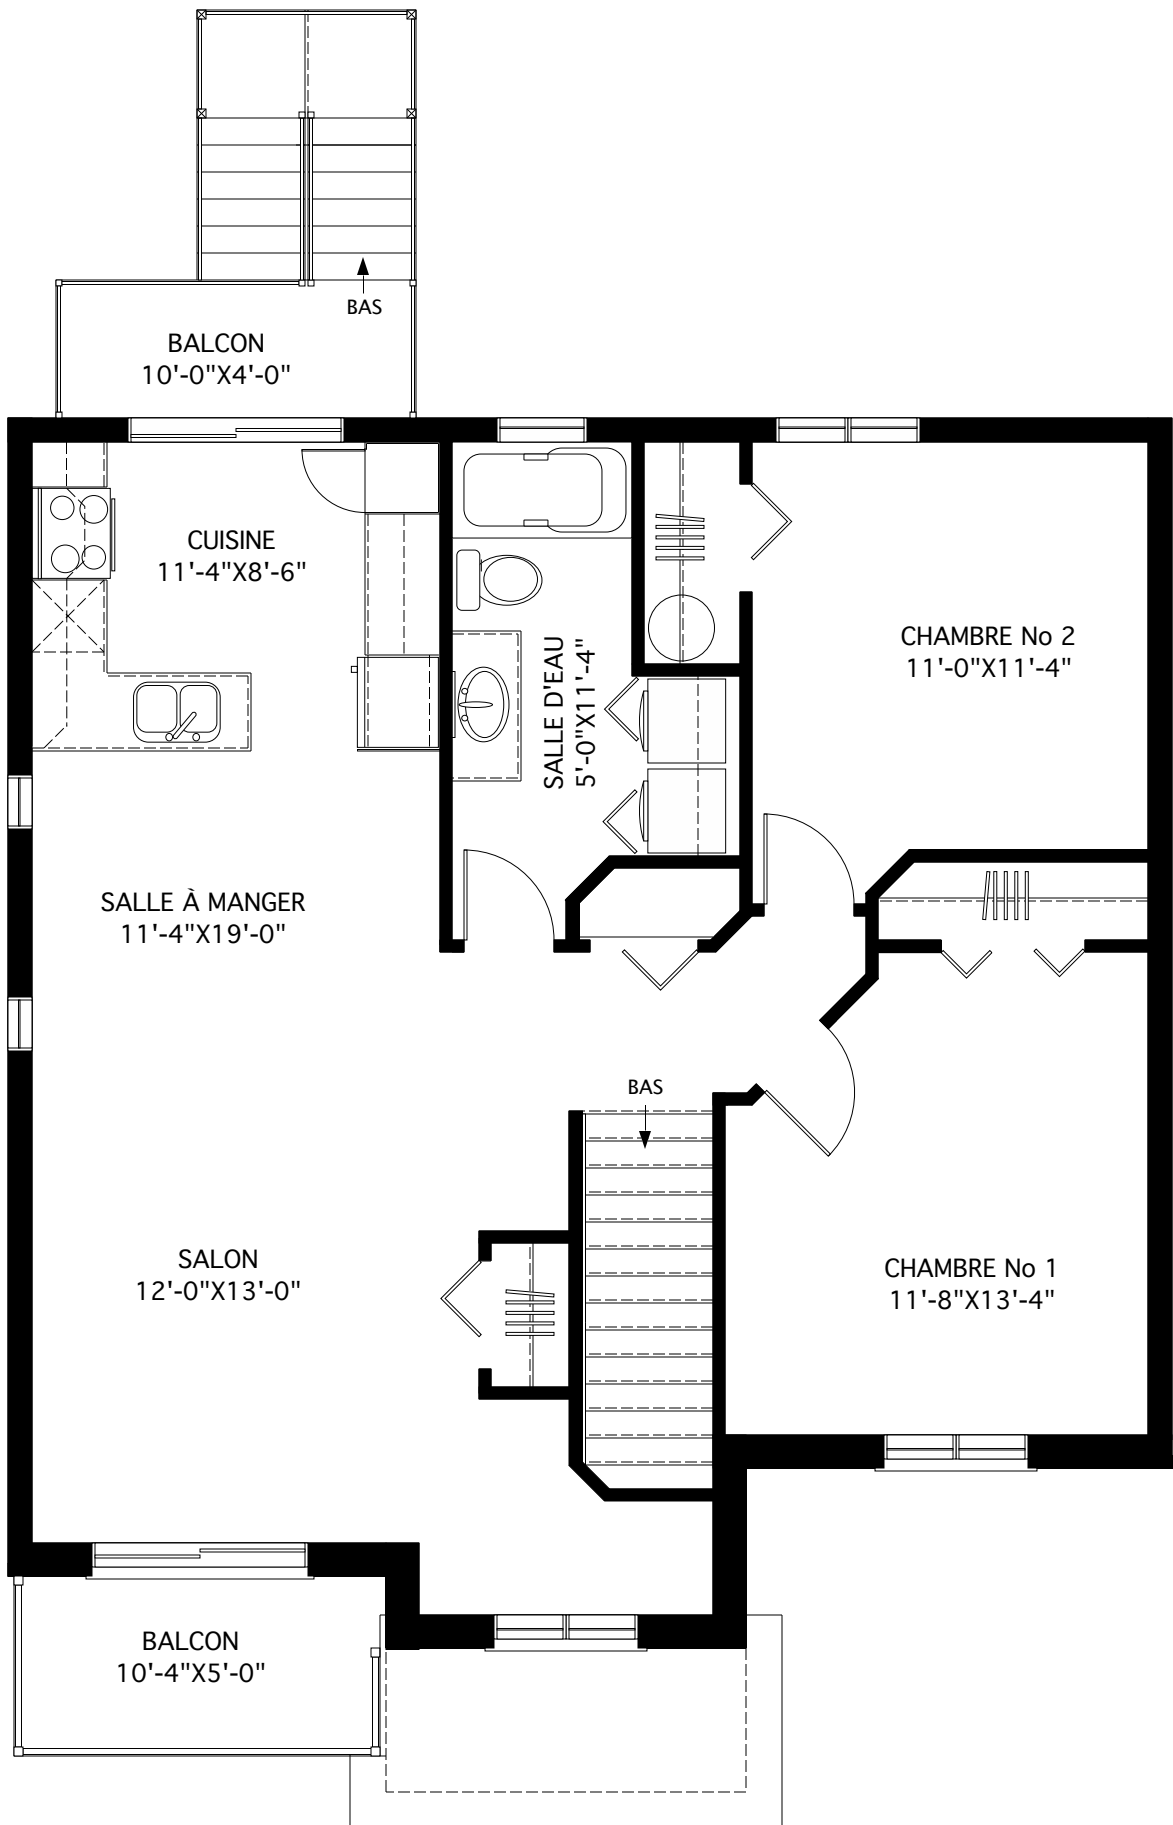 BAS
BALCON
10'-0"X4'-0"
CUISINE
11'-4"X8'-6"
SALLE D'EAU
5'-0"X11'-4"
CHAMBRE No 2
11'-0"X11'-4"
SALLE À MANGER
11'-4"X19'-0"
BAS
SALON
12'-0"X13'-0"
CHAMBRE No 1
11'-8"X13'-4"
BALCON
10'-4"X5'-0"